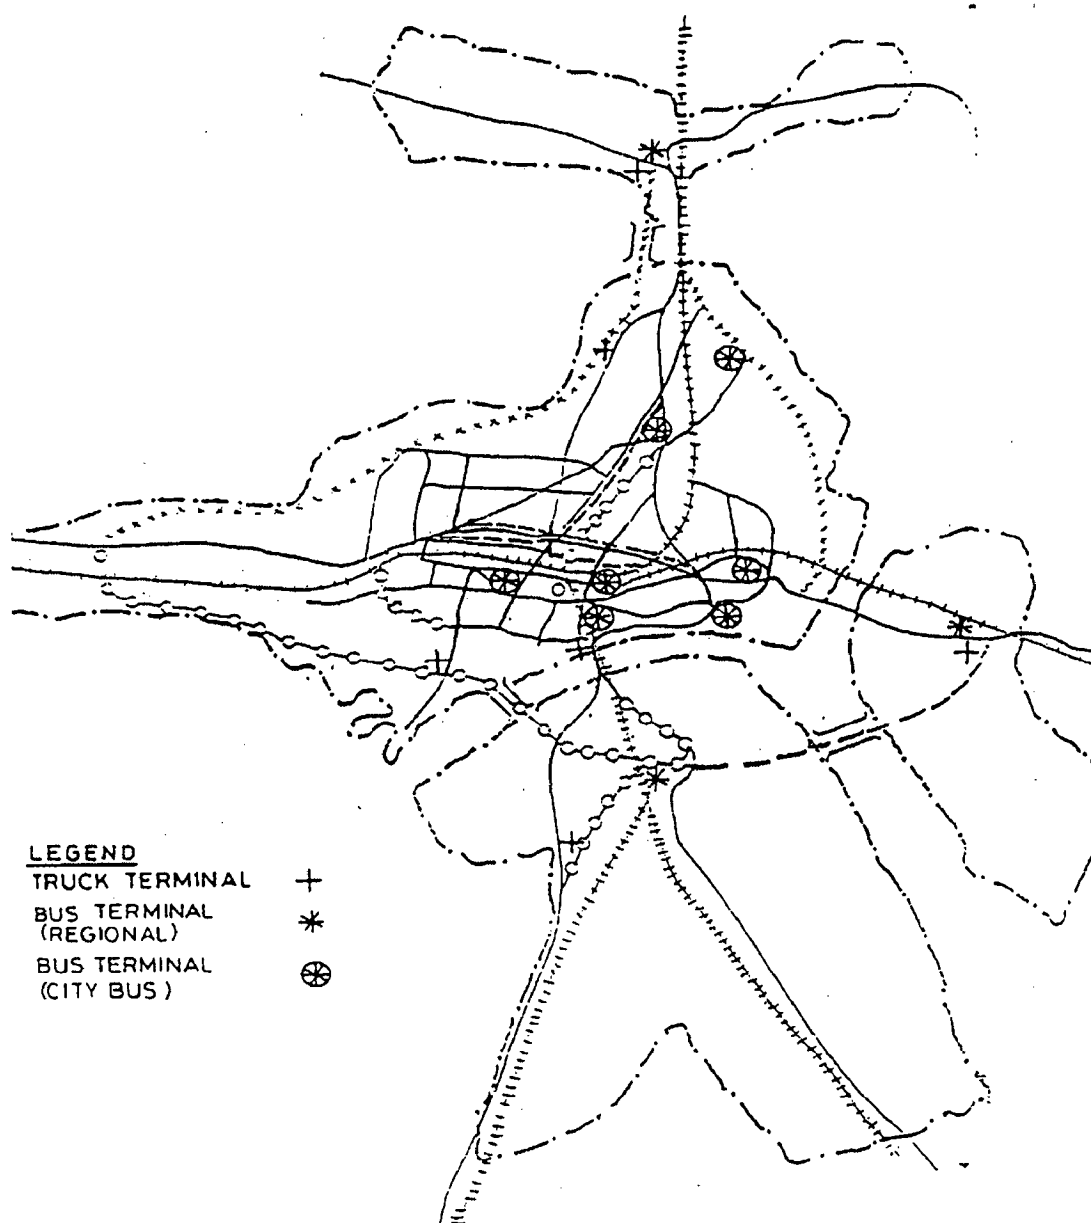 LEGEND
TRUCK TERMINAL
BUS TERMINAL
(REGIONAL)
BUS TERMINAL
(CITY BUS)